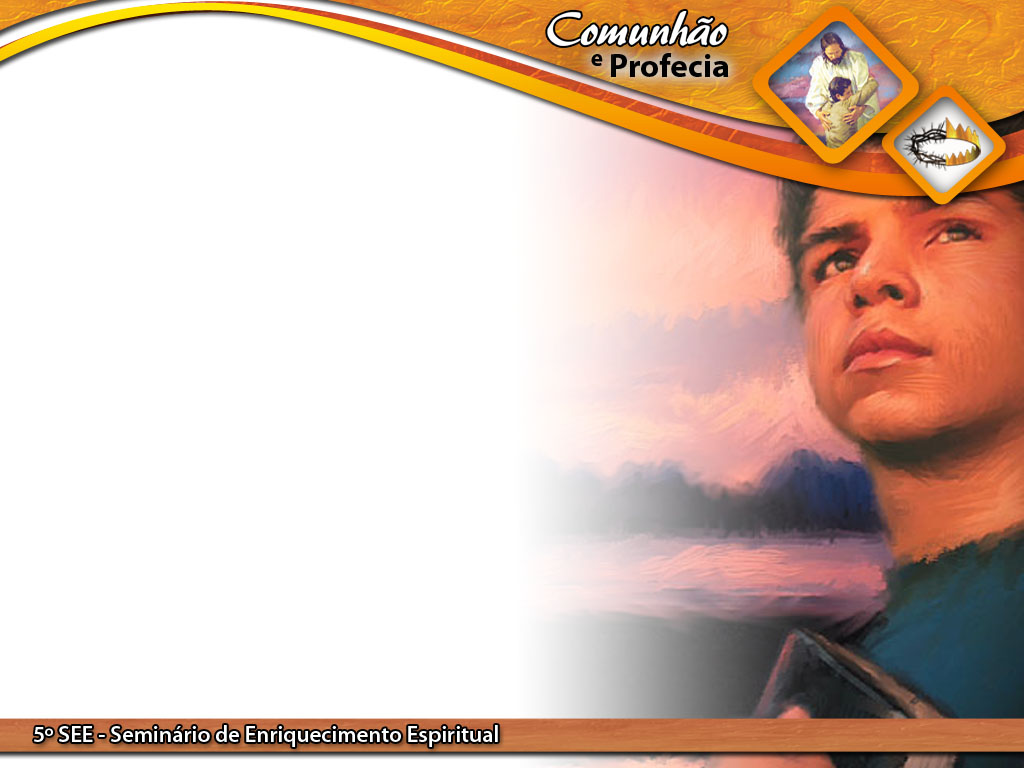 Comunhão
e Profecia
5º SEE - Seminário de Enriquecimento Espiritual